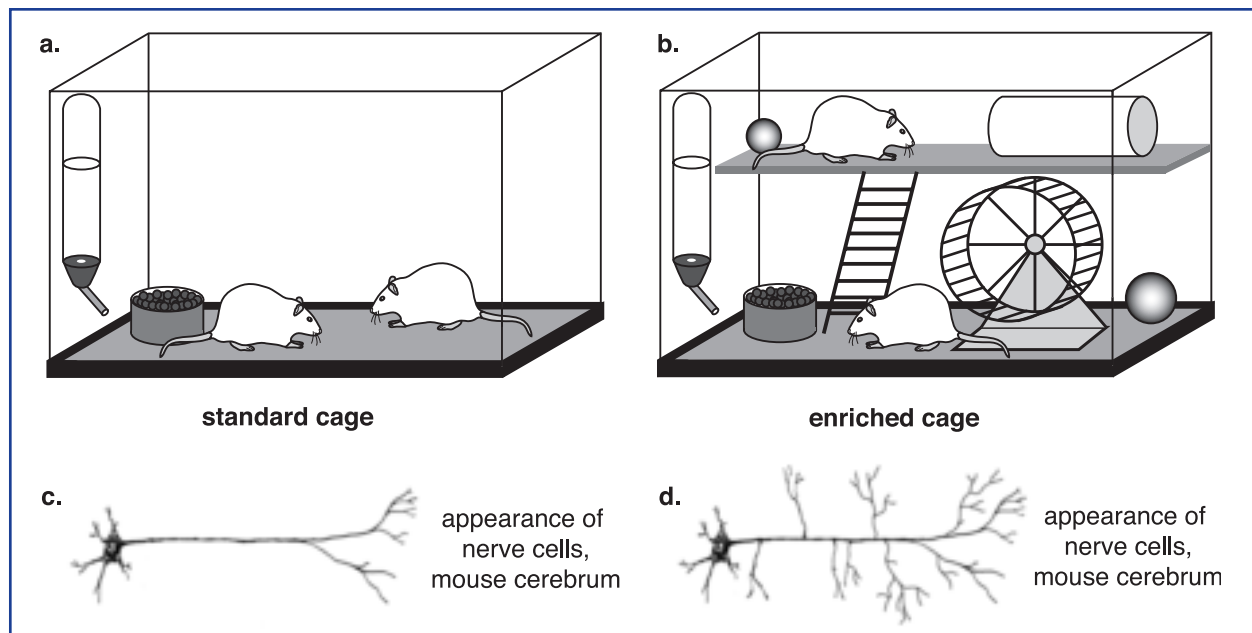 a.
b.
standard cage
enriched cage
c.
appearance of
nerve cells,
mouse cerebrum
d.
appearance of
nerve cells,
mouse cerebrum